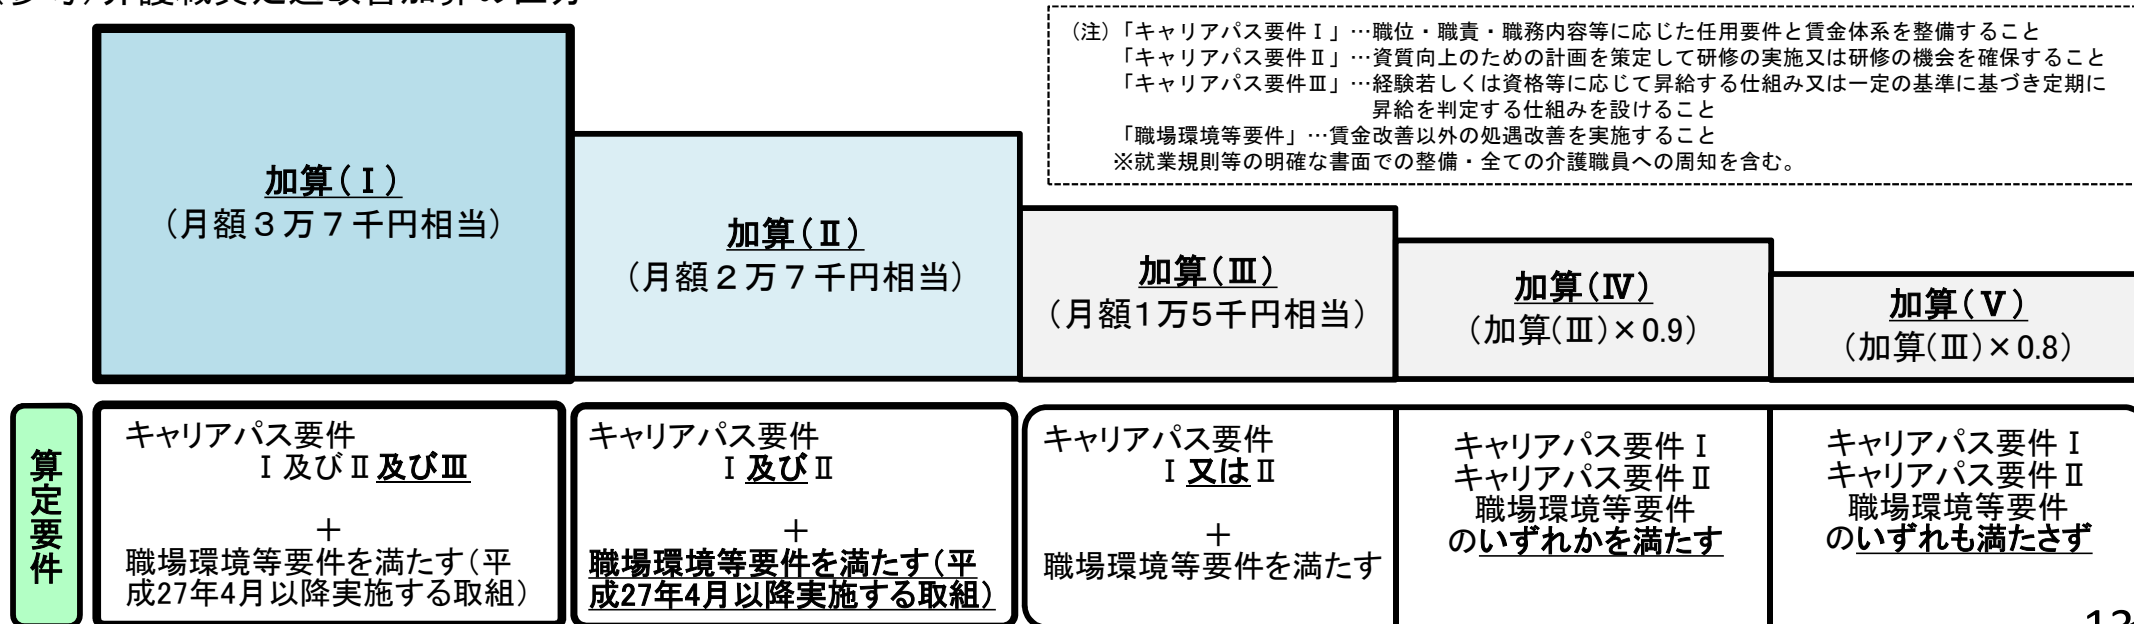 (注)「キャリアパス要件Ⅰ」…職位・職責・職務内容等に応じた任用要件と賃金体系を整備すること
「キャリアパス要件Ⅱ」…資質向上のための計画を策定して研修の実施又は研修の機会を確保すること
「キャリアパス要件Ⅲ」…経験若しくは資格等に応じて昇給する仕組み又は一定の基準に基づき定期に
昇給を判定する仕組みを設けること
「職場環境等要件」…賃金改善以外の処遇改善を実施すること
※就業規則等の明確な書面での整備・全ての介護職員への周知を含む。
加算(Ⅰ)
(月額３万７千円相当)
加算(Ⅱ)
(月額２万７千円相当)
加算(Ⅲ)
(月額1万5千円相当)
加算(Ⅳ)
(加算(Ⅲ)×0.9)
加算(Ⅴ)
(加算(Ⅲ)×0.8)
算定要件
キャリアパス要件
Ⅰ及びⅡ及びⅢ
＋
職場環境等要件を満たす(平
成27年4月以降実施する取組)
キャリアパス要件
Ⅰ及びⅡ
＋
職場環境等要件を満たす(平
成27年4月以降実施する取組)
キャリアパス要件
Ⅰ又はⅡ
＋
職場環境等要件を満たす
キャリアパス要件Ⅰ
キャリアパス要件Ⅱ
職場環境等要件
のいずれかを満たす
キャリアパス要件Ⅰ
キャリアパス要件Ⅱ
職場環境等要件
のいずれも満たさず